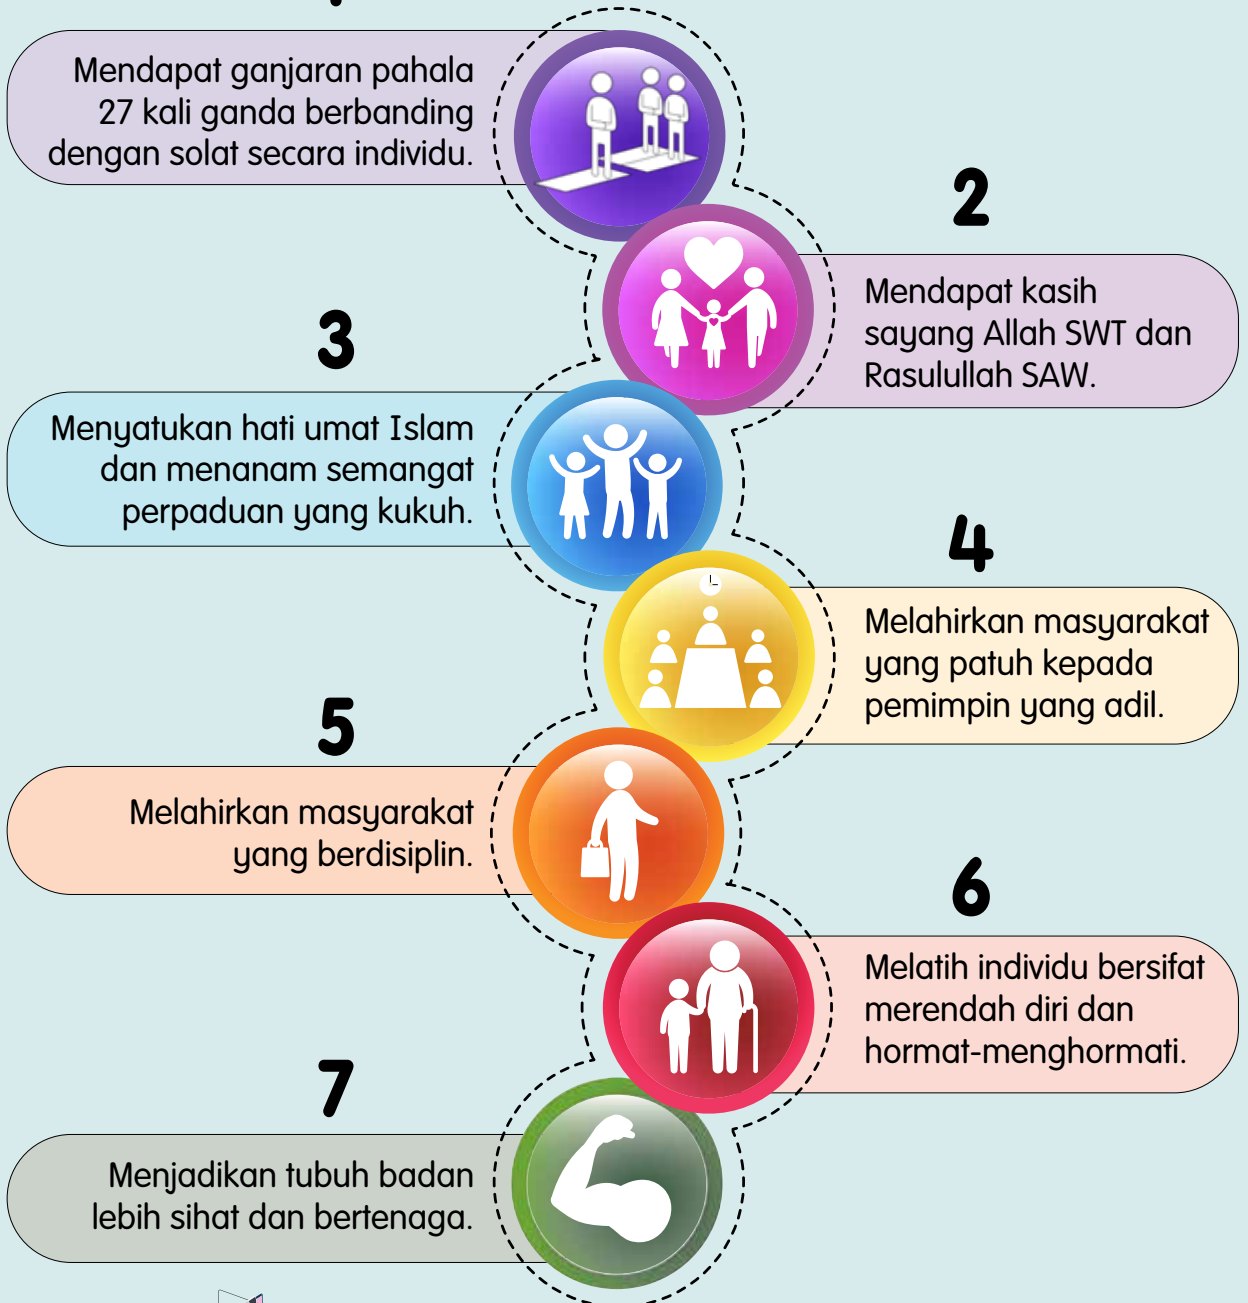 Mendapat ganjaran pahala
27 kali ganda berbanding
dengan solat secara individu.
2
Mendapat kasih
sayang Allah SWT dan
Rasulullah SAW.
3
Menyatukan hati umat Islam
dan menanam semangat
perpaduan yang kukuh.
4
Melahirkan masyarakat
yang patuh kepada
pemimpin yang adil.
5
Melahirkan masyarakat
yang berdisiplin.
6
Melatih individu bersifat
merendah diri dan
hormat-menghormati.
7
Menjadikan tubuh badan
lebih sihat dan bertenaga.